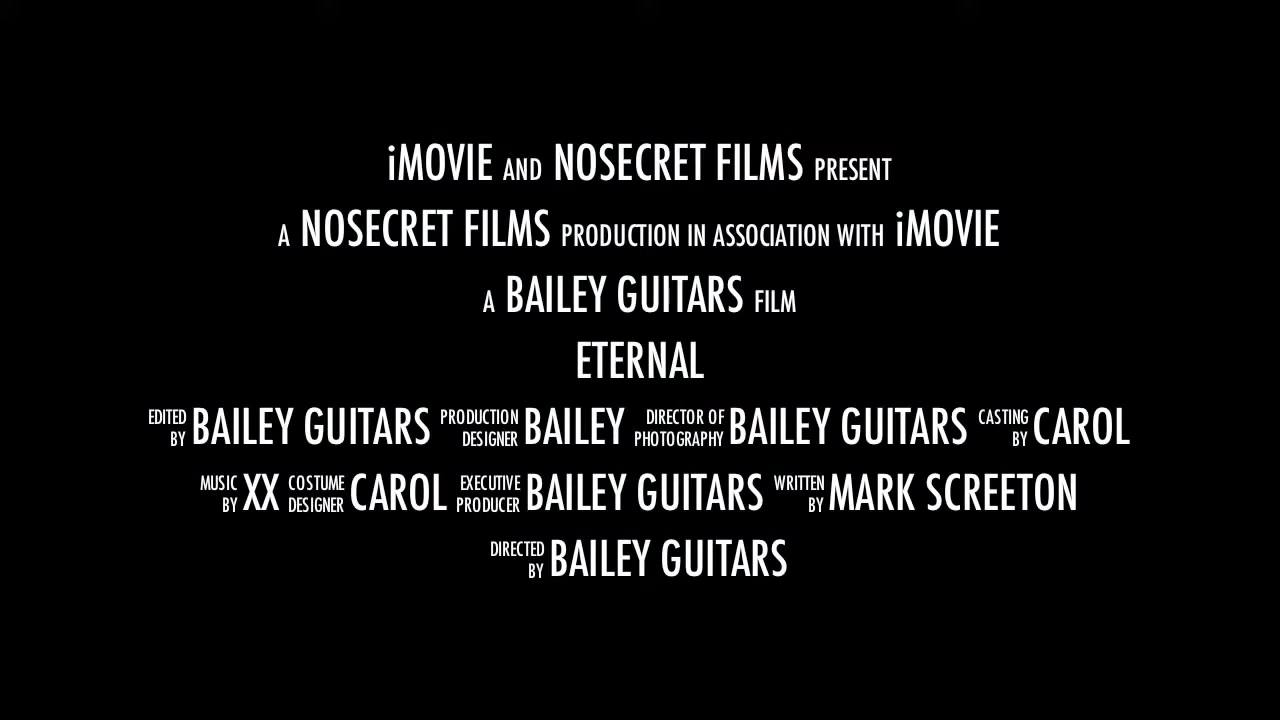 iMOVIE AND NOSECRET FILMS PRESENT
A NOSECRET FILMS PRODUCTION IN ASSOCIATION WITH iMOVIE
A BAILEY GUITARS FILM
ETERNAL
EDITED BY BAILEY GUITARS PRODUCTION DESIGNER BAILEY DIRECTOR OF PHOTOGRAPHY BAILEY GUITARS CASTING BY CAROL
MUSIC BY XX COSTUME DESIGNER CAROL EXECUTIVE PRODUCER BAILEY GUITARS WRITTEN BY MARK SCREETON
DIRECTED BY BAILEY GUITARS